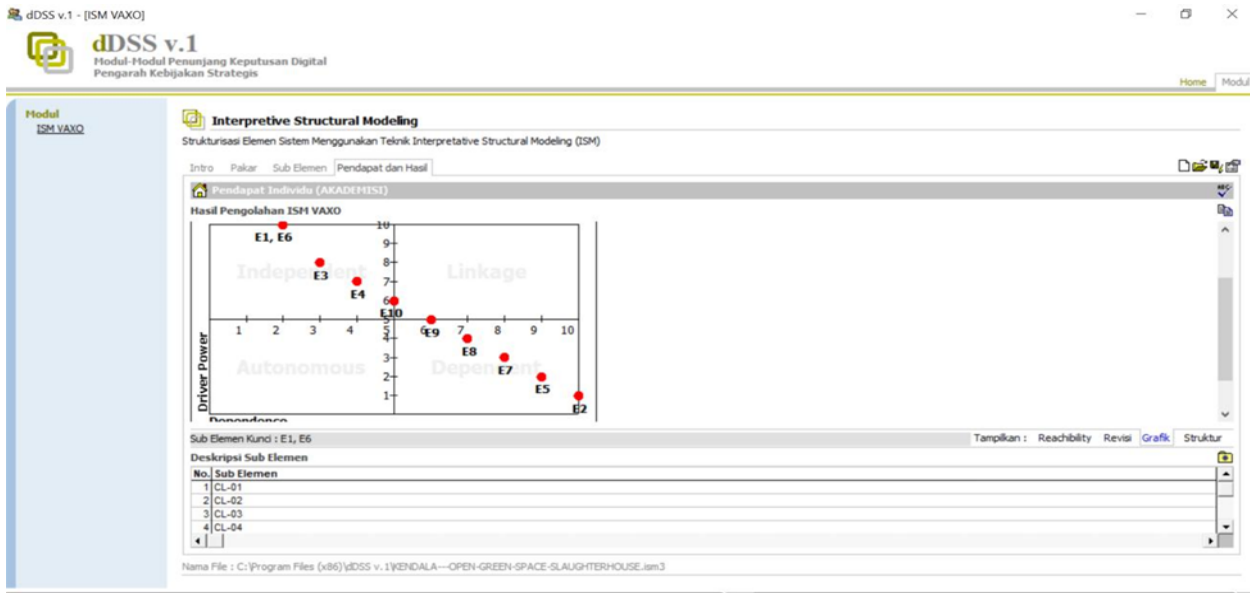 dDSS v.1 - [ISM VAXO]
dDSS v.1
Modul-Modul Penunjang Keputusan Digital
Pengarah Kebijakan Strategis
Home Modul
Modul
ISM VAXO
Interpretive Structural Modeling
Strukturisasi Elemen Sistem Menggunakan Teknik Interpretative Structural Modeling (ISM)
Intro Pakar Sub Elemen Pendapat dan Hasil
Pendapat Individu (AKADEMISI)
Hasil Pengolahan ISM VAXO
10
E1, E6
9
Independent Linkage
8
E3
7
E4
6
E10
5
1 2 3 4 5 6 7 8 9 10
E9
4
E8
Driver Power
3
Autonomous Dependent
E7
2
E5
1
E2
Dependence
Sub Elemen Kunci : E1, E6
Tampilkan : Reachibility Revisi Grafik Struktur
Deskripsi Sub Elemen
No. Sub Elemen
1 CL-01
2 CL-02
3 CL-03
4 CL-04
Nama File : C:\Program Files (x86)\dDSS v.1\KENDALA---OPEN-GREEN-SPACE-SLAUGHTERHOUSE.ism3